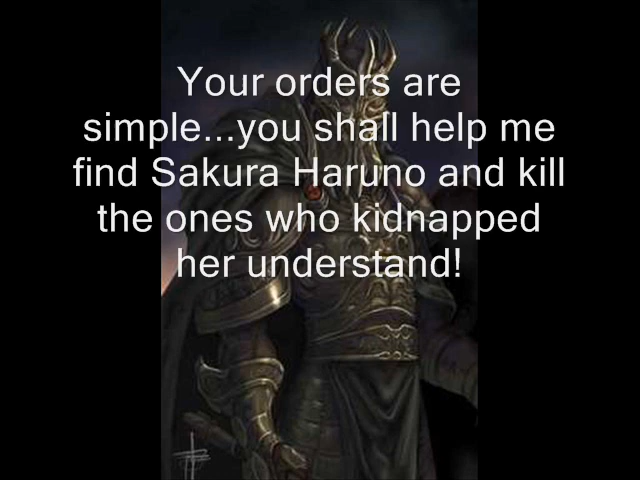 Your orders are
simple...you shall help me
find Sakura Haruno and kill
the ones who kidnapped
her understand!